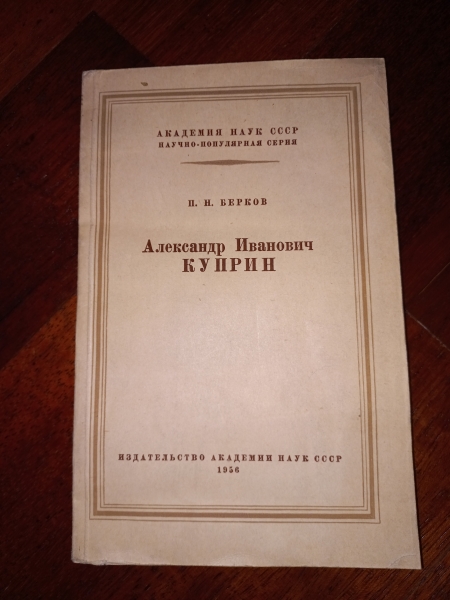 АКАДЕМИЯ НАУК СССР
НАУЧНО-ПОПУЛЯРНАЯ СЕРИЯ
П. Н. БЕРКОВ
Александр Иванович
КУПРИН
ИЗДАТЕЛЬСТВО АКАДЕМИИ НАУК СССР
1956